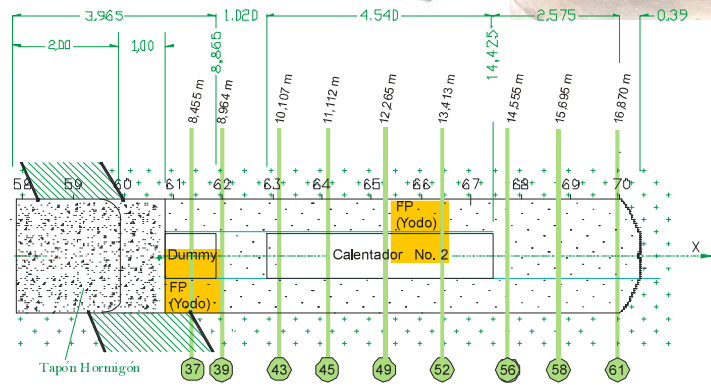 3.965 1.020 4.540 2.575 0.39
2,00 1,00
8,865 14,425
8,455 m 8,964 m 10,107 m 11,112 m 12,265 m 13,413 m 14,555 m 15,695 m 16,870 m
58 59 60 61 62 63 64 65 66 67 68 69 70
FP
(Yodo)
X
Dummy Calentador No. 2
FP
(Yodo)
Tapón Hormigón
37 39 43 45 49 52 56 58 61